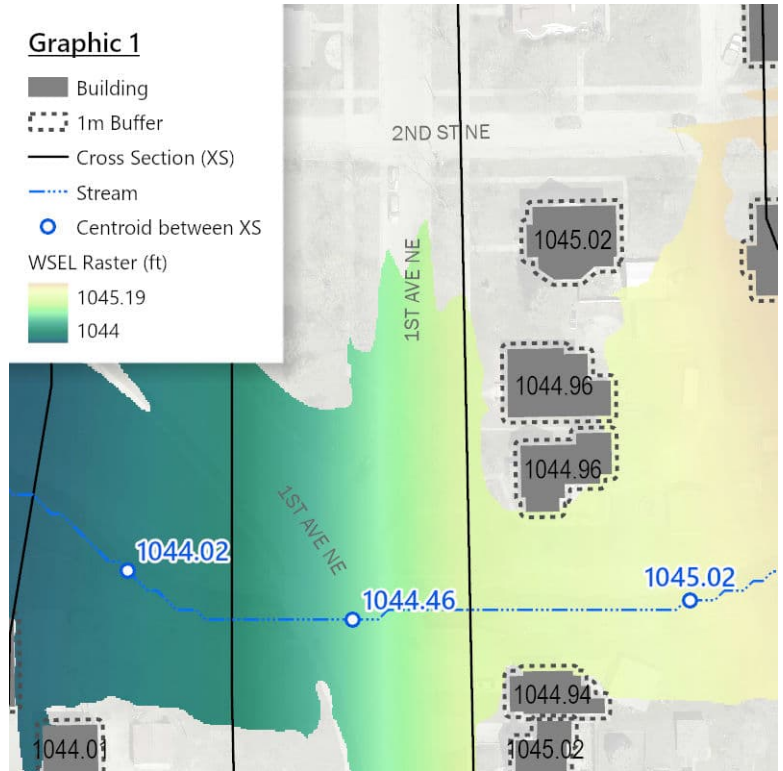 Graphic 1
Building
1m Buffer
Cross Section (XS)
Stream
Centroid between XS
WSEL Raster (ft)
1045.19
1044
2ND ST NE
1045.02
1ST AVE NE
1044.96
1044.96
1ST AVE NE
1044.02
1044.46
1045.02
1044.94
1044.01
1045.02